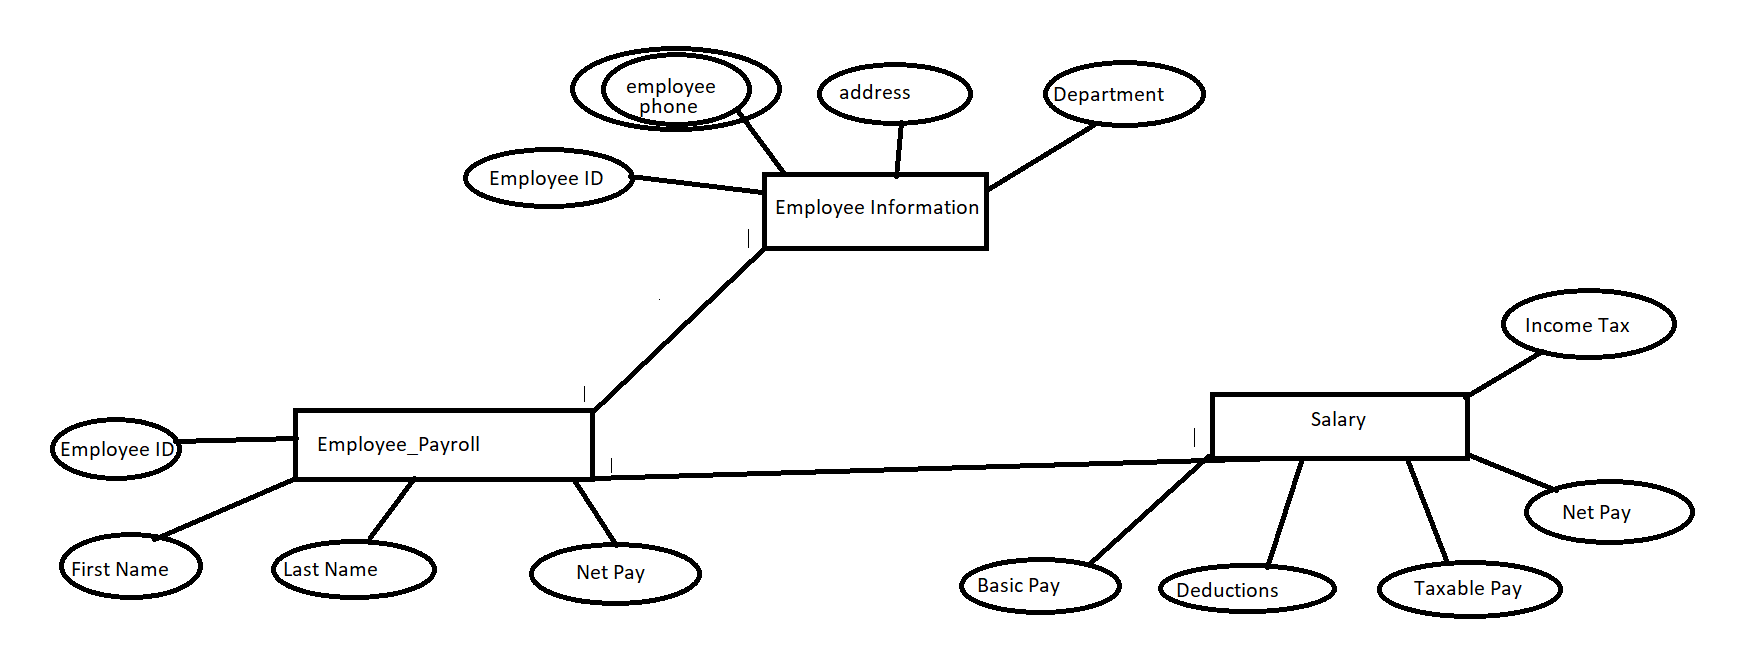 employee
phone
address
Department
Employee ID
Employee Information
|
Income Tax
|
Salary
Employee_Payroll
Employee ID
|
|
Net Pay
First Name
Last Name
Net Pay
Basic Pay
Deductions
Taxable Pay